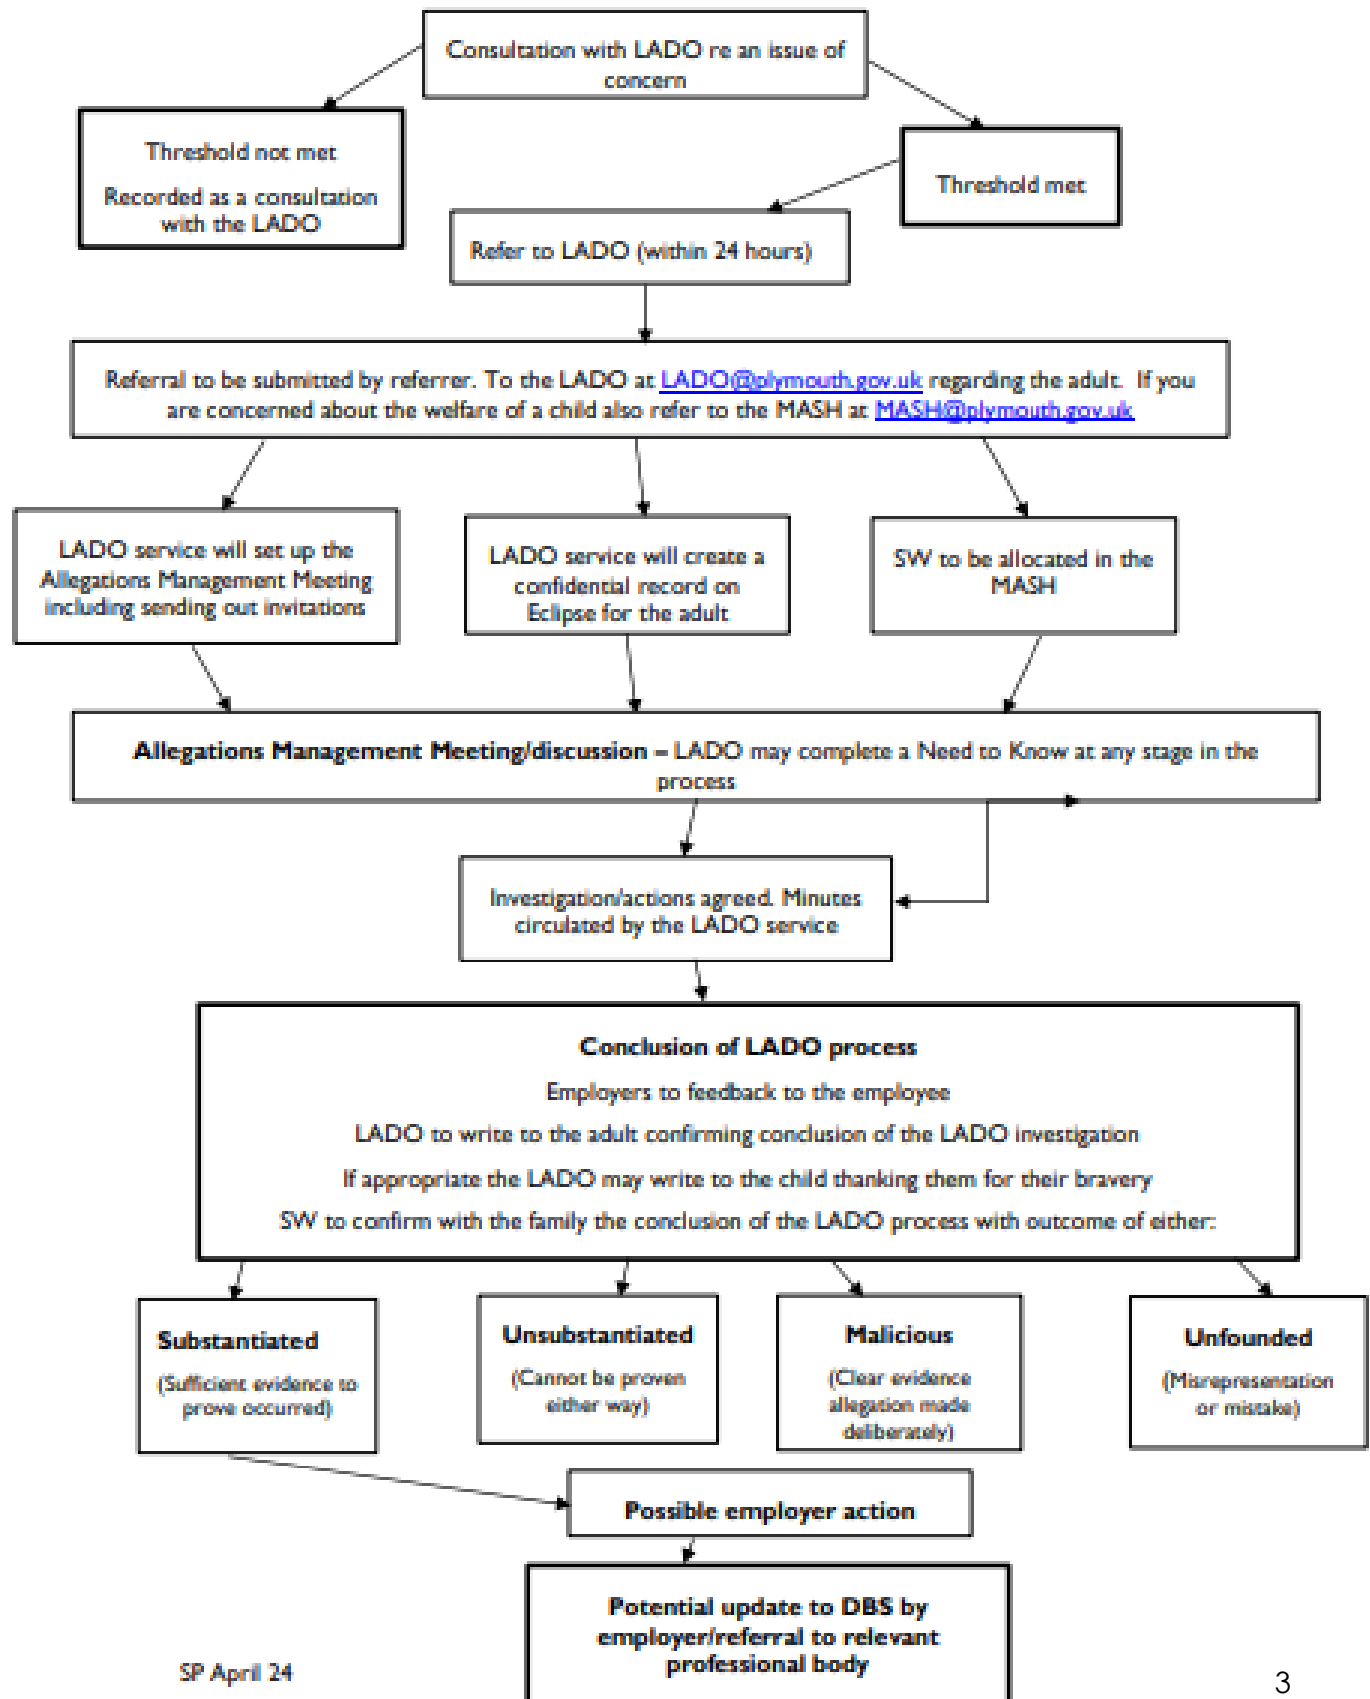 Consultation with LADO re an issue of
concern
Threshold not met
Recorded as a consultation
with the LADO
Threshold met
Refer to LADO (within 24 hours)
Referral to be submitted by referrer. To the LADO at LADO@plymouth.gov.uk regarding the adult. If you
are concerned about the welfare of a child also refer to the MASH at MASH@plymouth.gov.uk
LADO service will set up the
Allegations Management Meeting
including sending out invitations
LADO service will create a
confidential record on
Eclipse for the adult
SW to be allocated in the
MASH
Allegations Management Meeting/discussion – LADO may complete a Need to Know at any stage in the
process
Investigation/actions agreed. Minutes
circulated by the LADO service
Conclusion of LADO process
Employers to feedback to the employee
LADO to write to the adult confirming conclusion of the LADO investigation
If appropriate the LADO may write to the child thanking them for their bravery
SW to confirm with the family the conclusion of the LADO process with outcome of either:
Substantiated
(Sufficient evidence to
prove occurred)
Unsubstantiated
(Cannot be proven
either way)
Malicious
(Clear evidence
allegation made
deliberately)
Unfounded
(Misrepresentation
or mistake)
Possible employer action
Potential update to DBS by
employer/referral to relevant
professional body
SP April 24
3